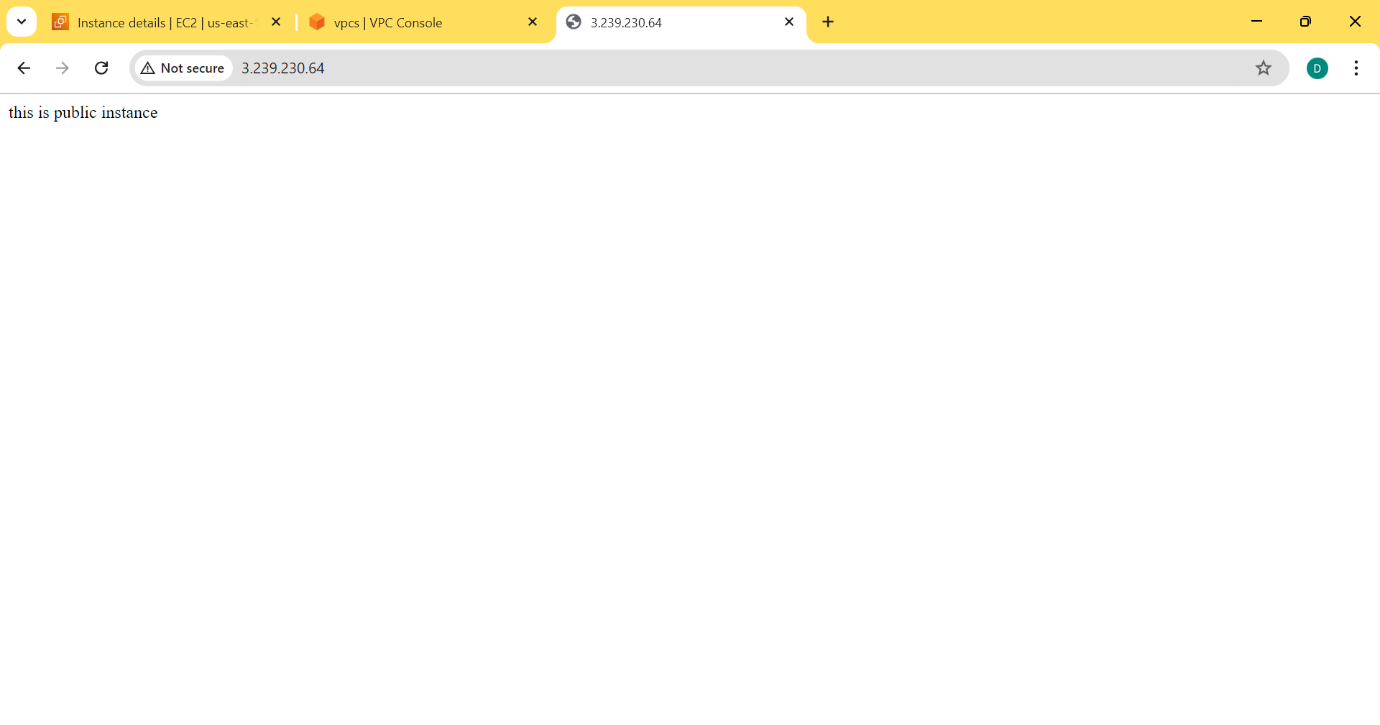 Instance details | EC2 | us-east-
vpcs | VPC Console
3.239.230.64
Not secure
3.239.230.64
D
this is public instance